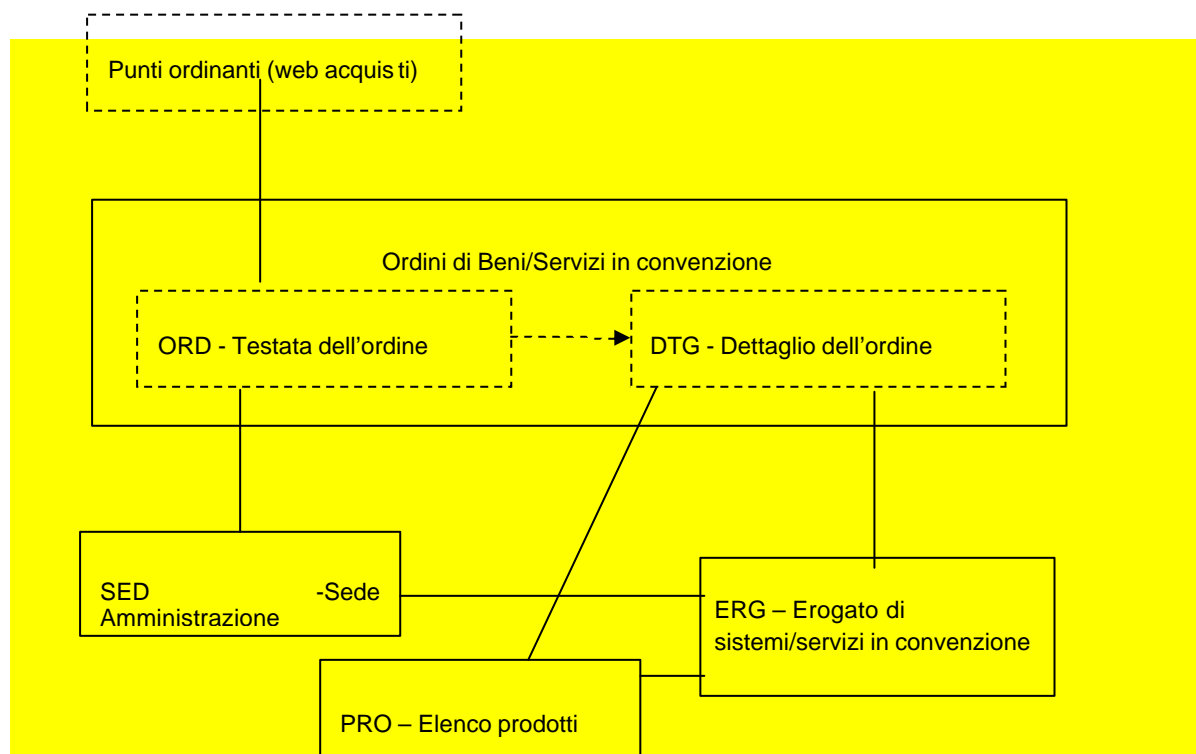 Punti ordinanti (web acquis ti)
Ordini di Beni/Servizi in convenzione
ORD - Testata dell’ordine
DTG - Dettaglio dell’ordine
SED -Sede
Amministrazione
ERG – Erogato di
sistemi/servizi in convenzione
PRO – Elenco prodotti